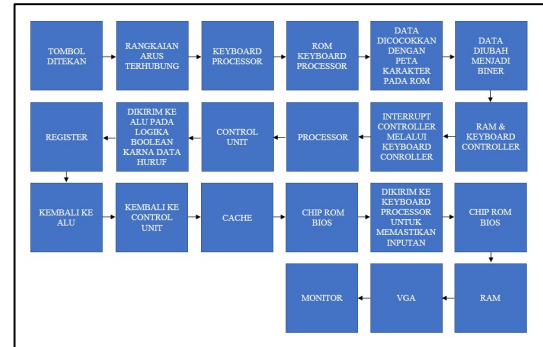 TOMBOL
DITEKAN
RANGKAIAN
ARUS
TERHUBUNG
KEYBOARD
PROCESSOR
ROM
KEYBOARD
PROCESSOR
DATA
DICOCOKKAN
DENGAN
PETA
KARAKTER
PADA ROM
DATA
DIUBAH
MENJADI
BINER
REGISTER
DIKIRIM KE
ALU PADA
LOGIKA
BOOLEAN
KARNA DATA
HURUF
CONTROL
UNIT
PROCESSOR
INTERRUPT
CONTROLLER
MELALUI
KEYBOARD
CONROLLER
RAM &
KEYBOARD
CONTROLLER
KEMBALI KE
ALU
KEMBALI KE
CONTROL
UNIT
CACHE
CHIP ROM
BIOS
DIKIRIM KE
KEYBOARD
PROCESSOR
UNTUK
MEMASTIKAN
INPUTAN
CHIP ROM
BIOS
MONITOR
VGA
RAM